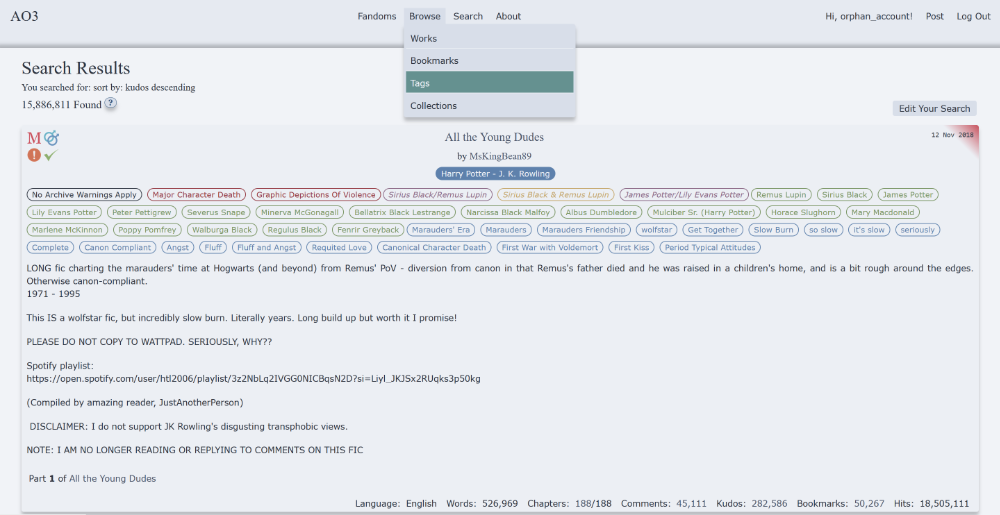 AO3 Fandoms Browse Search About Hi, orphan_account! Post Log Out
Works
Bookmarks
Tags
Collections
Search Results
You searched for: sort by: kudos descending
15,886,811 Found ?
Edit Your Search
M
All the Young Dudes
12 Nov 2018
by MsKingBean89
Harry Potter - J. K. Rowling
No Archive Warnings Apply Major Character Death Graphic Depictions Of Violence Sirius Black/Remus Lupin Sirius Black & Remus Lupin James Potter/Lily Evans Potter Remus Lupin Sirius Black James Potter
Lily Evans Potter Peter Pettigrew Severus Snape Minerva McGonagall Bellatrix Black Lestrange Narcissa Black Malfoy Albus Dumbledore Mulciber Sr. (Harry Potter) Horace Slughorn Mary Macdonald
Marlene McKinnon Poppy Pomfrey Walburga Black Regulus Black Fenrir Greyback Marauders' Era Marauders Marauders Friendship wolfstar Get Together Slow Burn so slow it's slow seriously
Complete Canon Compliant Angst Fluff Fluff and Angst Requited Love Canonical Character Death First War with Voldemort First Kiss Period Typical Attitudes
LONG fic charting the marauders' time at Hogwarts (and beyond) from Remus' PoV - diversion from canon in that Remus's father died and he was raised in a children's home, and is a bit rough around the edges.
Otherwise canon-compliant.
1971 - 1995
This IS a wolfstar fic, but incredibly slow burn. Literally years. Long build up but worth it I promise!
PLEASE DO NOT COPY TO WATTPAD. SERIOUSLY, WHY??
Spotify playlist:
https://open.spotify.com/user/htl2006/playlist/3z2NbLq2IVGG0NICBqsN2D?si=Liyl_JKJSx2RUqks3p50kg
(Compiled by amazing reader, JustAnotherPerson)
DISCLAIMER: I do not support JK Rowling's disgusting transphobic views.
NOTE: I AM NO LONGER READING OR REPLYING TO COMMENTS ON THIS FIC
Part 1 of All the Young Dudes
Language: English Words: 526,969 Chapters: 188/188 Comments: 45,111 Kudos: 282,586 Bookmarks: 50,267 Hits: 18,505,111